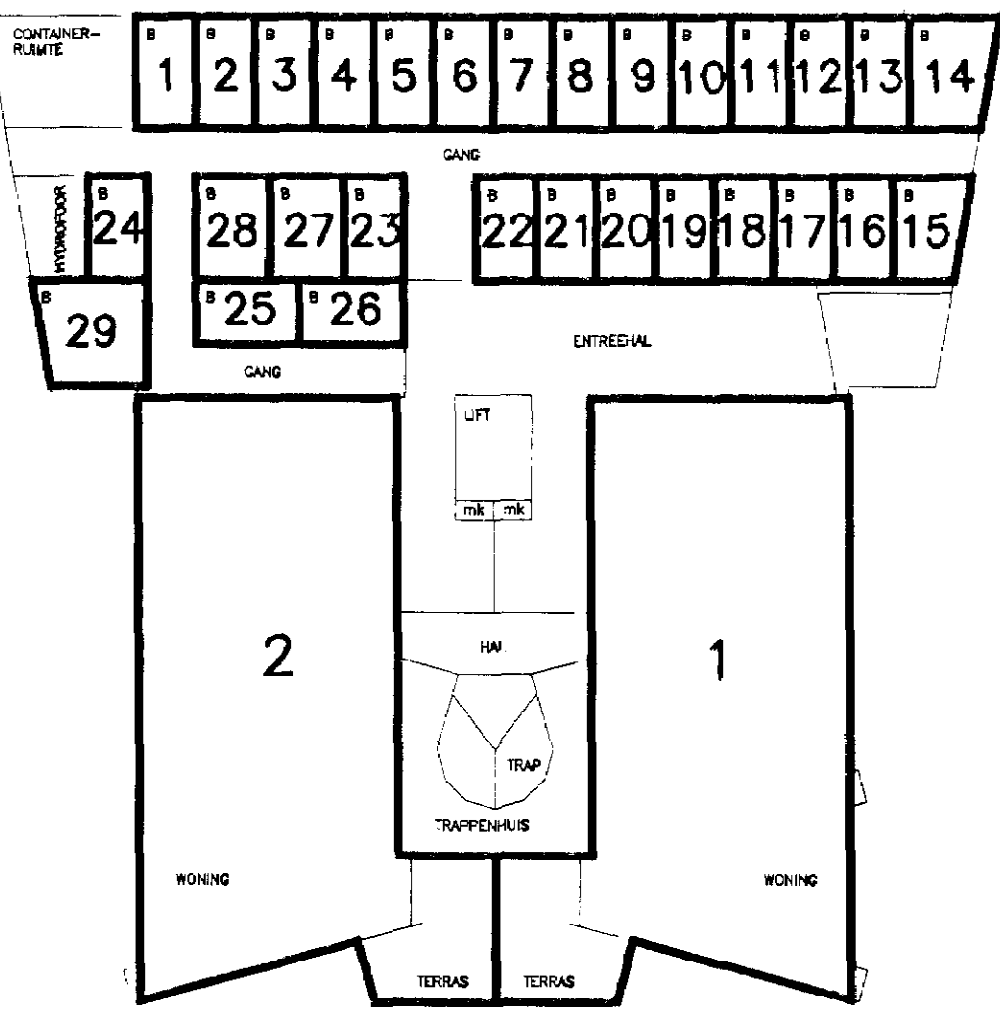 CONTAINER-
RUIMTE
B B B B B B B B B B B B B B
1 2 3 4 5 6 7 8 9 10 11 12 13 14
GANG
HYDROFOOR
B B B B B B B B B B B B
24 28 27 23 22 21 20 19 18 17 16 15
B B B
29 25 26
ENTREEHAL
GANG
LIFT
mk mk
2 1
HAL
TRAP
TRAPPENHUIS
WONING WONING
TERRAS TERRAS